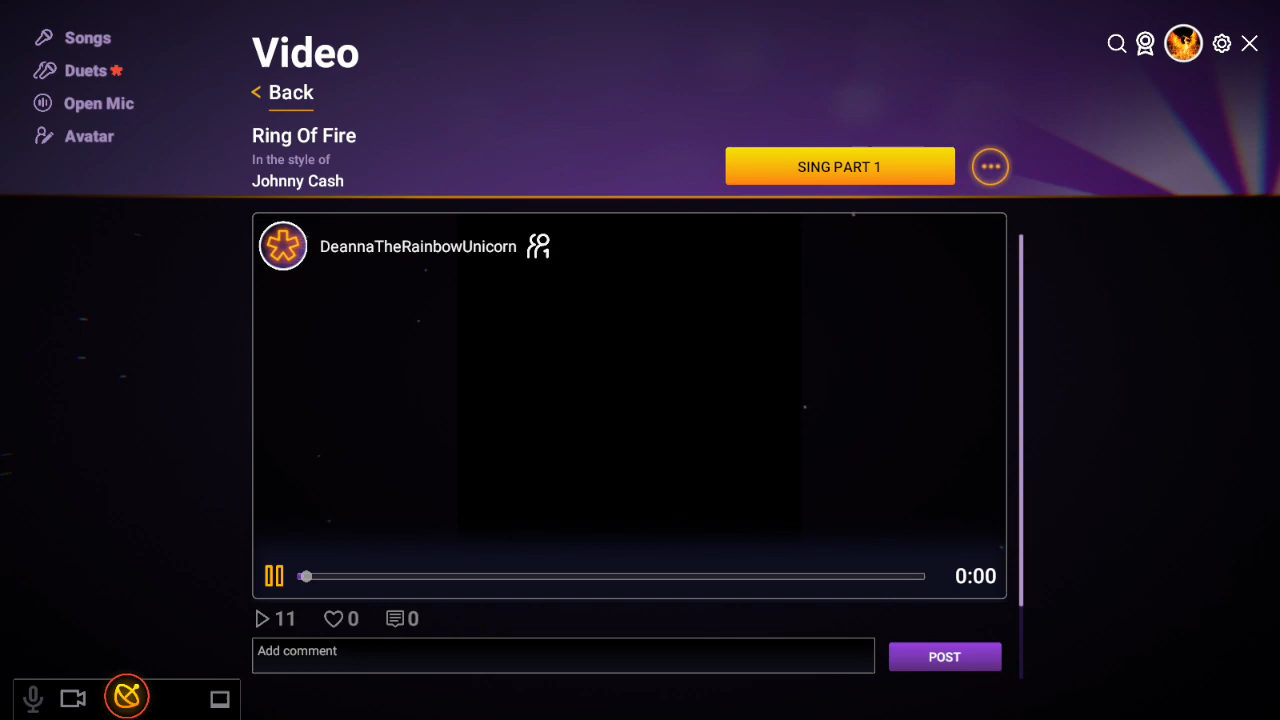 Songs
Duets
Open Mic
Avatar
Video
< Back
Ring Of Fire
In the style of
Johnny Cash
SING PART 1
DeannaTheRainbowUnicorn
0:00
11 0 0
Add comment
POST